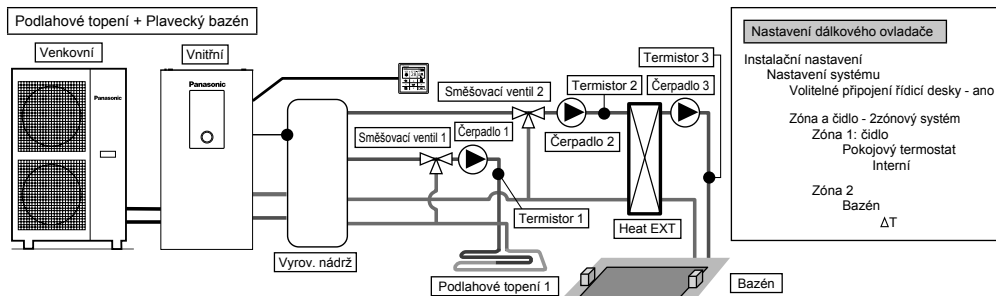 Podlahové topení + Plavecký bazén
Venkovní
Vnitřní
Panasonic
Panasonic
Směšovací ventil 2
Termistor 2
Čerpadlo 3
Termistor 3
Směšovací ventil 1
Čerpadlo 1
Čerpadlo 2
Termistor 1
Heat EXT
Vyrov. nádrž
Podlahové topení 1
Bazén
Nastavení dálkového ovladače
Instalační nastavení
Nastavení systému
Volitelné připojení řídicí desky - ano
Zóna a čidlo - 2zónový systém
Zóna 1: čidlo
Pokojový termostat
Interní
Zóna 2
Bazén
ΔT